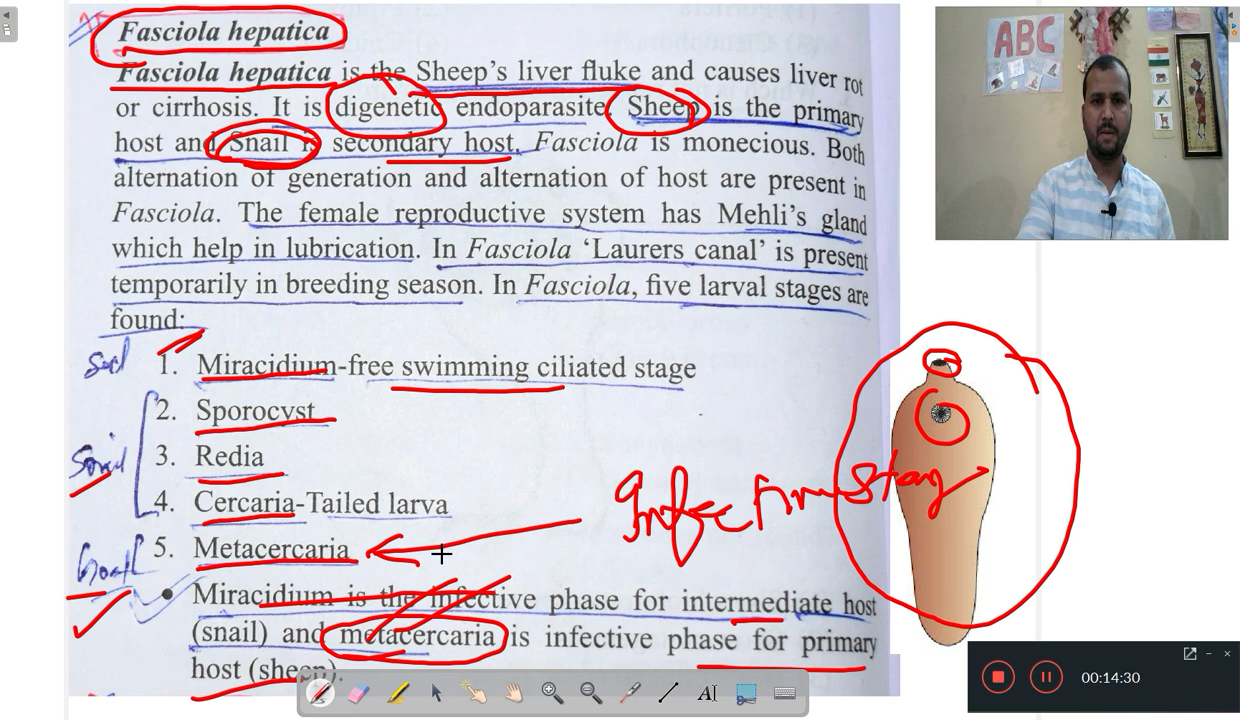 Fasciola hepatica
Fasciola hepatica is the Sheep's liver fluke and causes liver rot
or cirrhosis. It is digenetic endoparasite. Sheep is the primary
host and Snail is secondary host. Fasciola is monecious. Both
alternation of generation and alternation of host are present in
Fasciola. The female reproductive system has Mehli's gland
which help in lubrication. In Fasciola 'Laurers canal' is present
temporarily in breeding season. In Fasciola, five larval stages are
found:
1. Miracidium-free swimming ciliated stage
2. Sporocyst
3. Redia
Snail
4. Cercaria-Tailed larva
5. Metacercaria
Infective Stage
• Miracidium is the infective phase for intermediate host
(snail) and metacercaria is infective phase for primary
host (sheep).
ABC
00:14:30